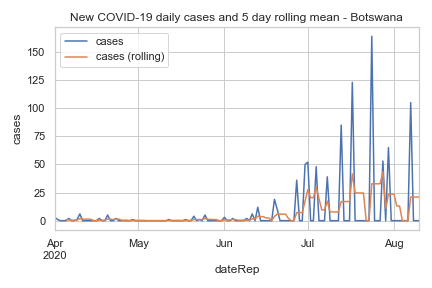 New COVID-19 daily cases and 5 day rolling mean - Botswana
cases
cases (rolling)
150
125
100
75
50
25
0
cases
Apr
2020
May
Jun
Jul
Aug
dateRep